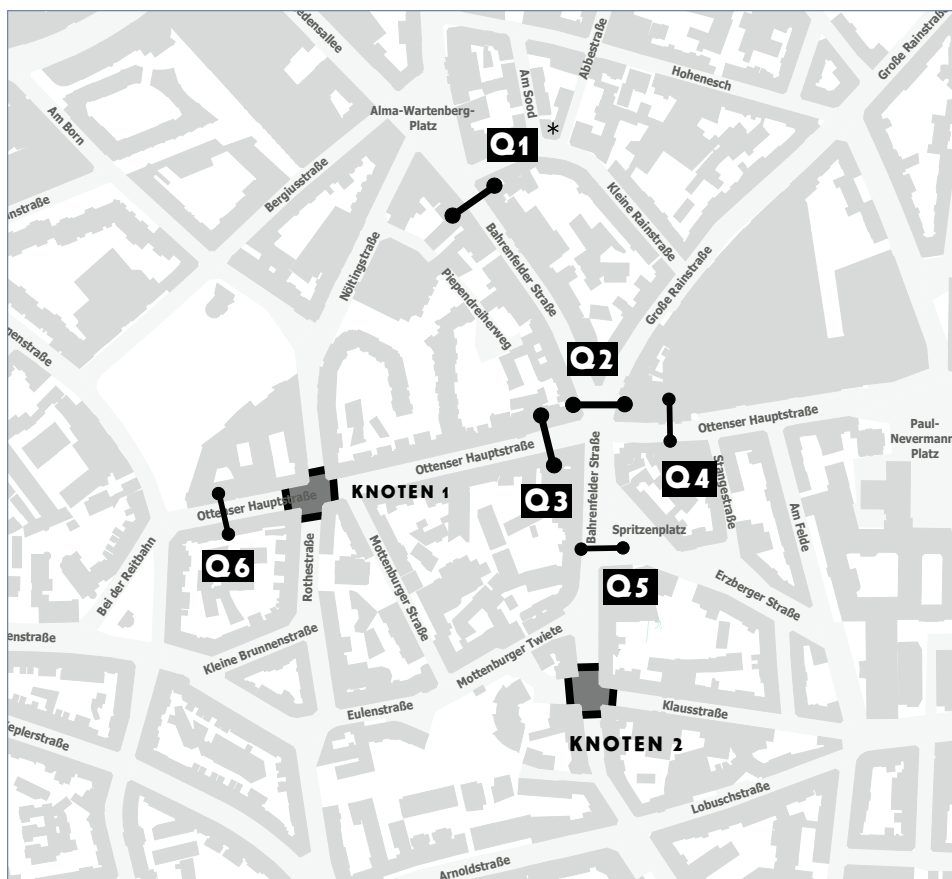 Große Rainstraße
Abbestraße
Am Sood
Hohenesch
Alma-Wartenberg-
Platz
*
Am Born
Q1
Bergiusstraße
Kleine Rainstraße
Nöltingstraße
Bahrenfelder Straße
Große Rainstraße
Piependreiherweg
Q2
Ottenser Hauptstraße
Paul-
Nevermann
Platz
Ottenser Hauptstraße
Bahrenfelder Straße
Q4
Stangestraße
KNOTEN 1
Q3
Ottenser Hauptstraße
Spritzenplatz
Am Felde
Q6
Rothestraße
Mottenburger Straße
Q5
Bei der Reitbahn
Erzberger Straße
Kleine Brunnenstraße
Mottenburger Twiete
Eulenstraße
Klausstraße
KNOTEN 2
Lobuschstraße
Arnoldstraße